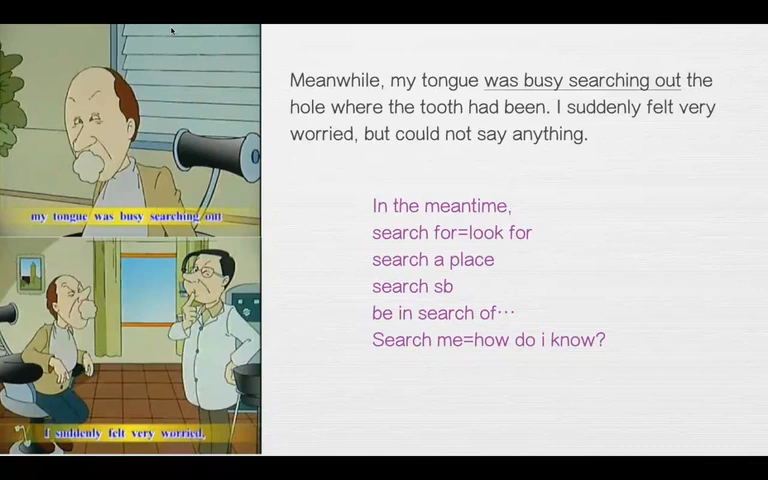 Meanwhile, my tongue was busy searching out the
hole where the tooth had been. I suddenly felt very
worried, but could not say anything.
my tongue was busy searching out
In the meantime,
search for=look for
search a place
search sb
be in search of⋯
Search me=how do i know?
I suddenly felt very worried,